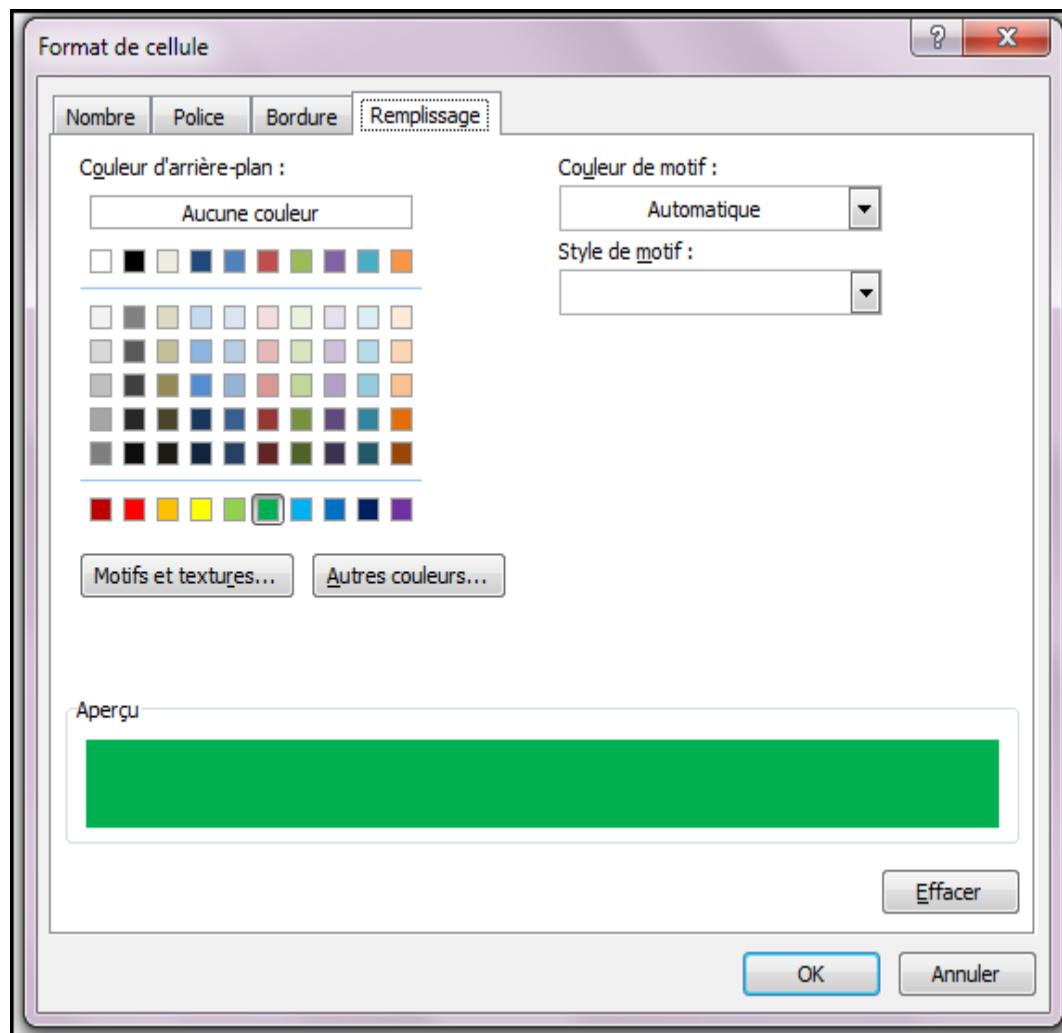 Format de cellule
Nombre Police Bordure Remplissage
Couleur d'arrière-plan :
Aucune couleur
Couleur de motif :
Automatique
Style de motif :
Motifs et textures... Autres couleurs...
Aperçu
Effacer
OK Annuler